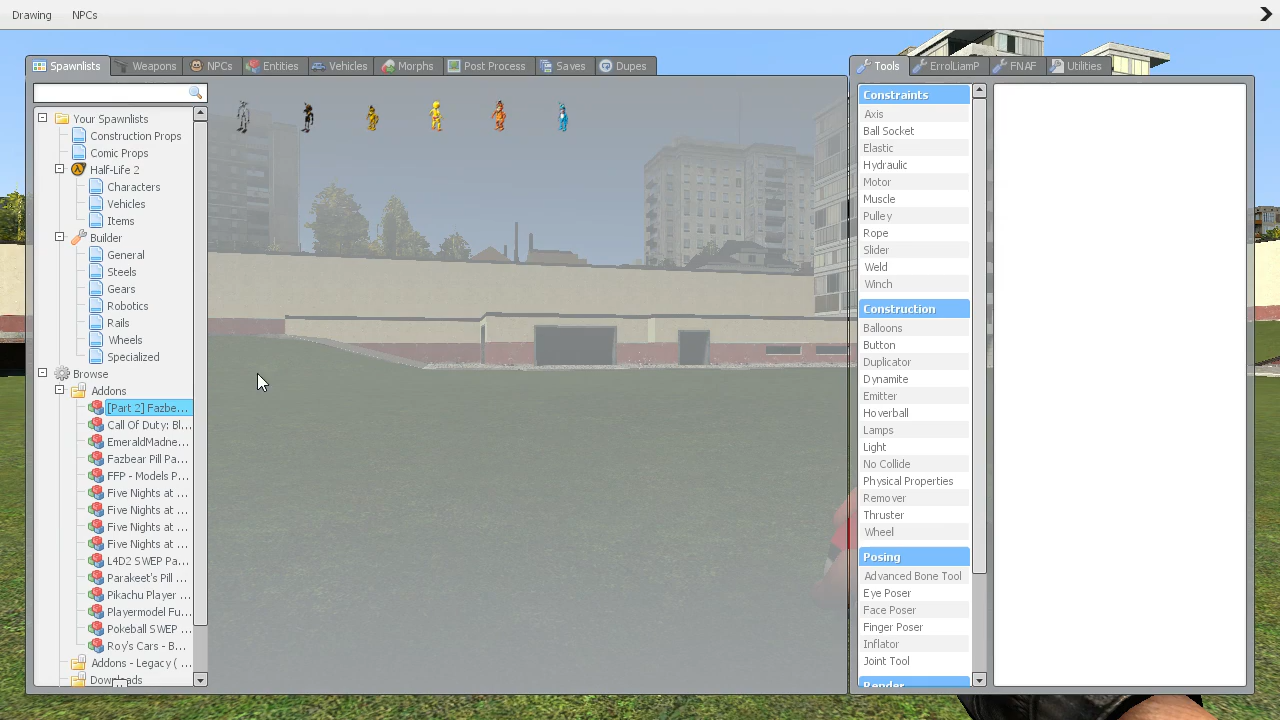 Drawing NPCs
Spawnlists Weapons NPCs Entities Vehicles Morphs Post Process Saves Dupes
Tools ErrolLiamP FNAF Utilities
Your Spawnlists
Construction Props
Comic Props
Half-Life 2
Characters
Vehicles
Items
Builder
General
Steels
Gears
Robotics
Rails
Wheels
Specialized
Browse
Addons
[Part 2] Fazbe...
Call Of Duty: Bl...
EmeraldMadne...
Fazbear Pill Pa...
FFP - Models P...
Five Nights at ...
Five Nights at ...
Five Nights at ...
Five Nights at ...
L4D2 SWEP Pa...
Parakeet's Pill ...
Pikachu Player ...
Playermodel Fu...
Pokeball SWEP ...
Roy's Cars - B...
Addons - Legacy ( ...
Downloads
Constraints
Axis
Ball Socket
Elastic
Hydraulic
Motor
Muscle
Pulley
Rope
Slider
Weld
Winch
Construction
Balloons
Button
Duplicator
Dynamite
Emitter
Hoverball
Lamps
Light
No Collide
Physical Properties
Remover
Thruster
Wheel
Posing
Advanced Bone Tool
Eye Poser
Face Poser
Finger Poser
Inflator
Joint Tool
Render